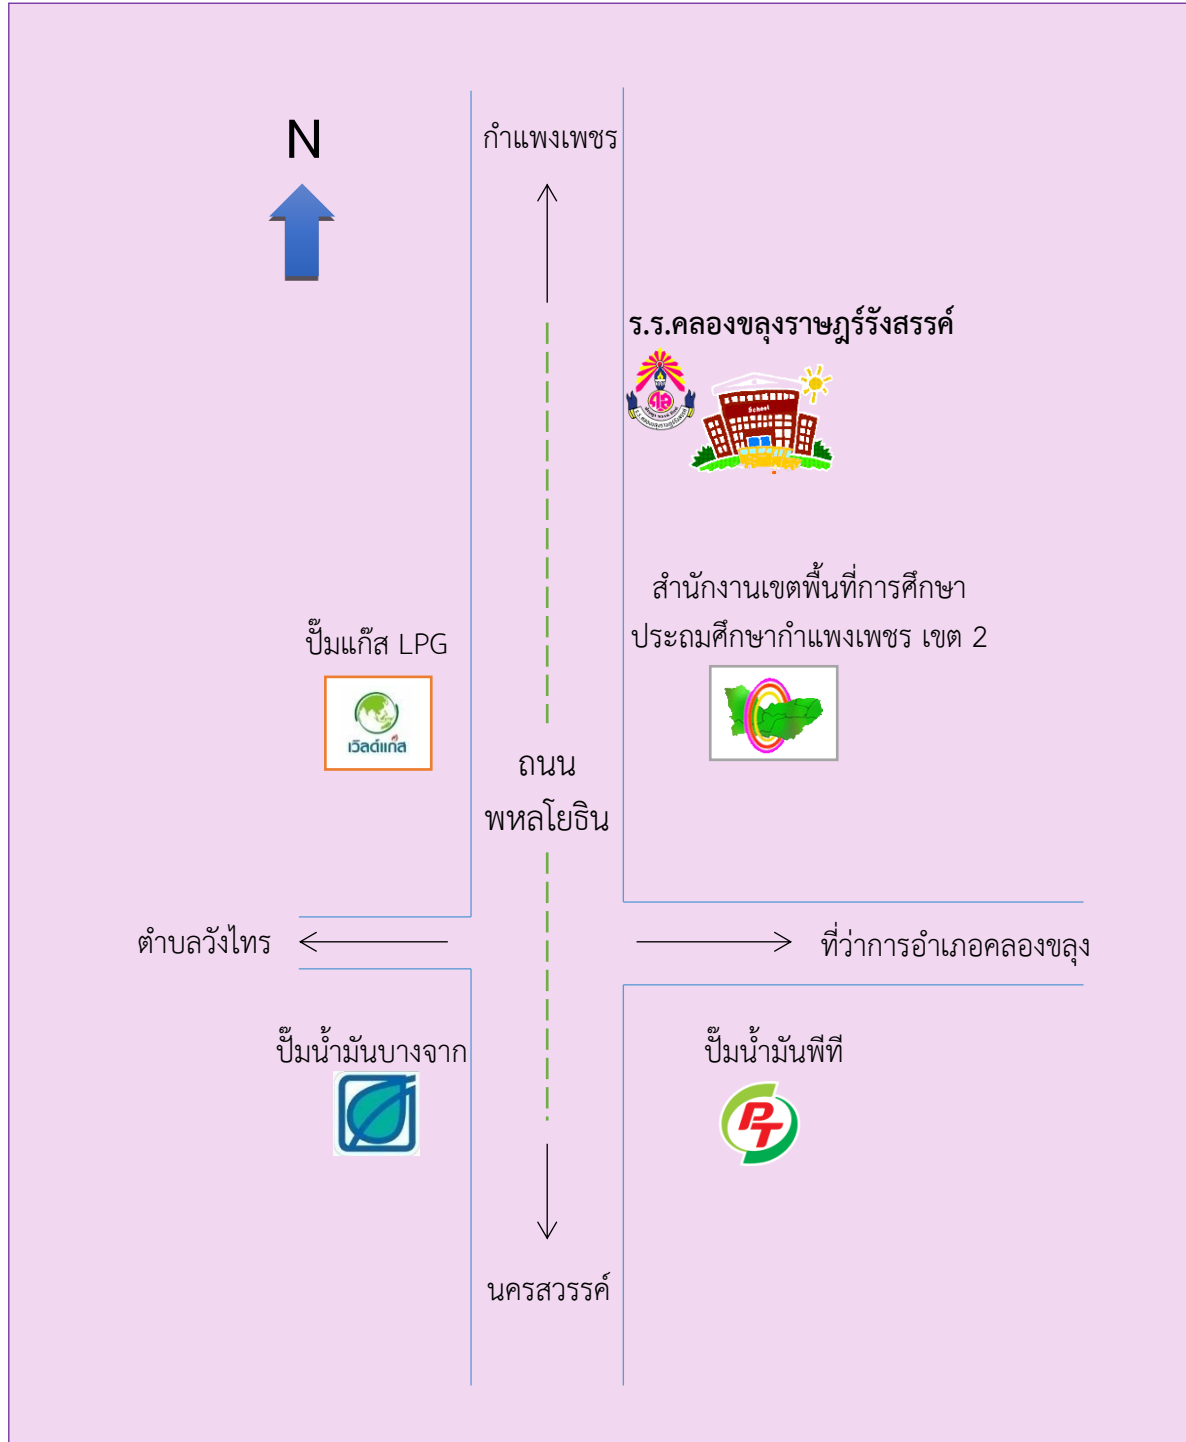 N
กำแพงเพชร
ร.ร.คลองขลุงราษฎร์รังสรรค์
School
สำนักงานเขตพื้นที่การศึกษา
ประถมศึกษากำแพงเพชร เขต 2
ปั๊มแก๊ส LPG
เวิลด์แก๊ส
ถนน
พหลโยธิน
ตำบลวังไทร
ที่ว่าการอำเภอคลองขลุง
ปั๊มน้ำมันบางจาก
ปั๊มน้ำมันพีที
PT
นครสวรรค์